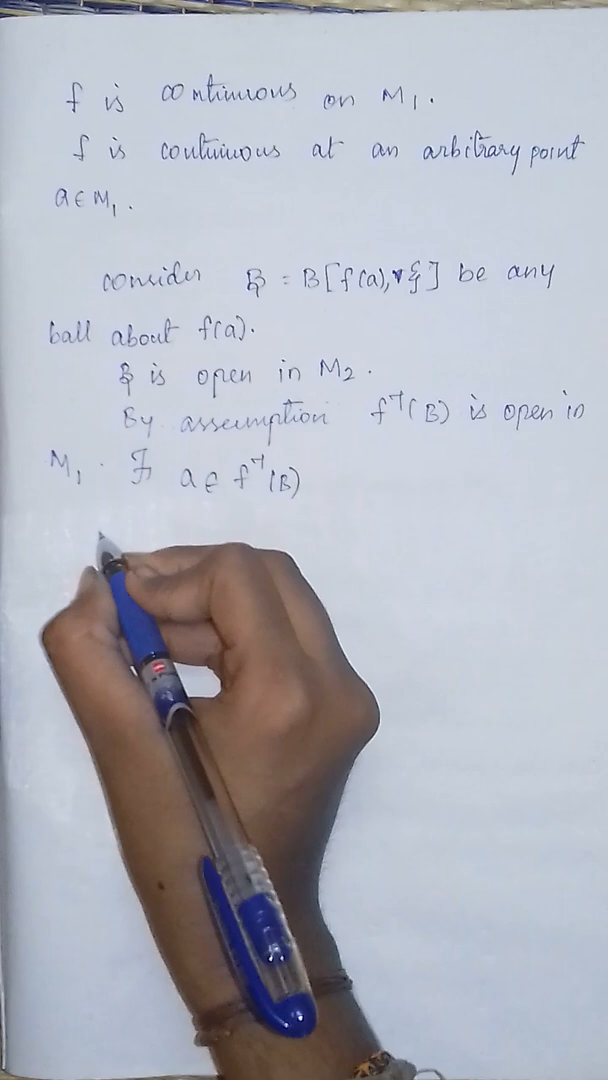 f is continuous on M₁.
f is continuous at an arbitrary point
a∈M₁.
consider B = B[f(a), ξ] be any
ball about f(a).
B is open in M₂.
By assumption f⁻¹(B) is open in
M₁. a∈ f⁻¹(B)